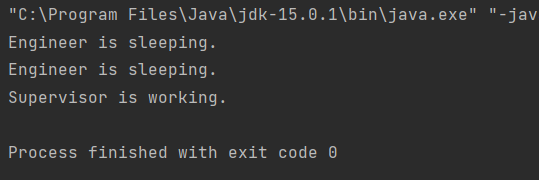 "C:\Program Files\Java\jdk-15.0.1\bin\java.exe" "-jav
Engineer is sleeping.
Engineer is sleeping.
Supervisor is working.
Process finished with exit code 0